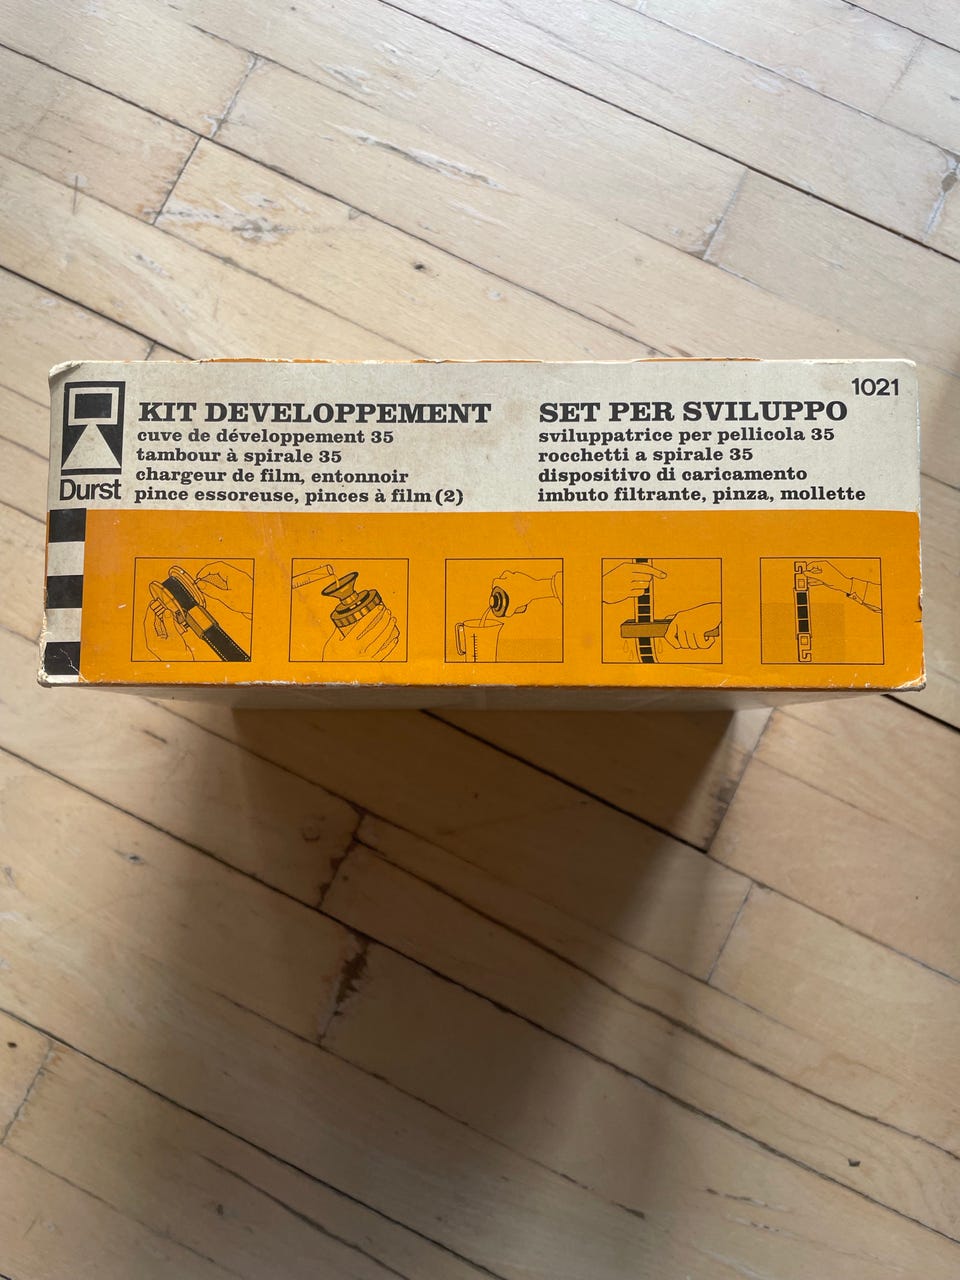 1021
KIT DEVELOPPEMENT
cuve de développement 35
tambour à spirale 35
chargeur de film, entonnoir
pince essoreuse, pinces à film (2)
SET PER SVILUPPO
sviluppatrice per pellicola 35
rocchetti a spirale 35
dispositivo di caricamento
imbuto filtrante, pinza, mollette
Durst